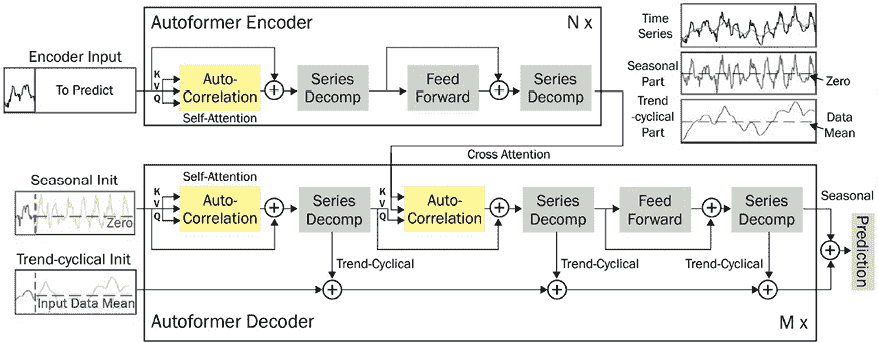 Autoformer Encoder
N x
Encoder Input
To Predict
K
V
Q
Auto-
Correlation
Self-Attention
Series
Decomp
Feed
Forward
Series
Decomp
Time
Series
Seasonal
Part
Zero
Trend
-cyclical
Part
Data
Mean
Cross Attention
Seasonal Init
Zero
Self-Attention
K
V
Q
Auto-
Correlation
Series
Decomp
K
V
Q
Auto-
Correlation
Series
Decomp
Feed
Forward
Series
Decomp
Seasonal
Prediction
Trend-cyclical Init
Input Data Mean
Trend-Cyclical
Trend-Cyclical
Trend-Cyclical
Autoformer Decoder
M x